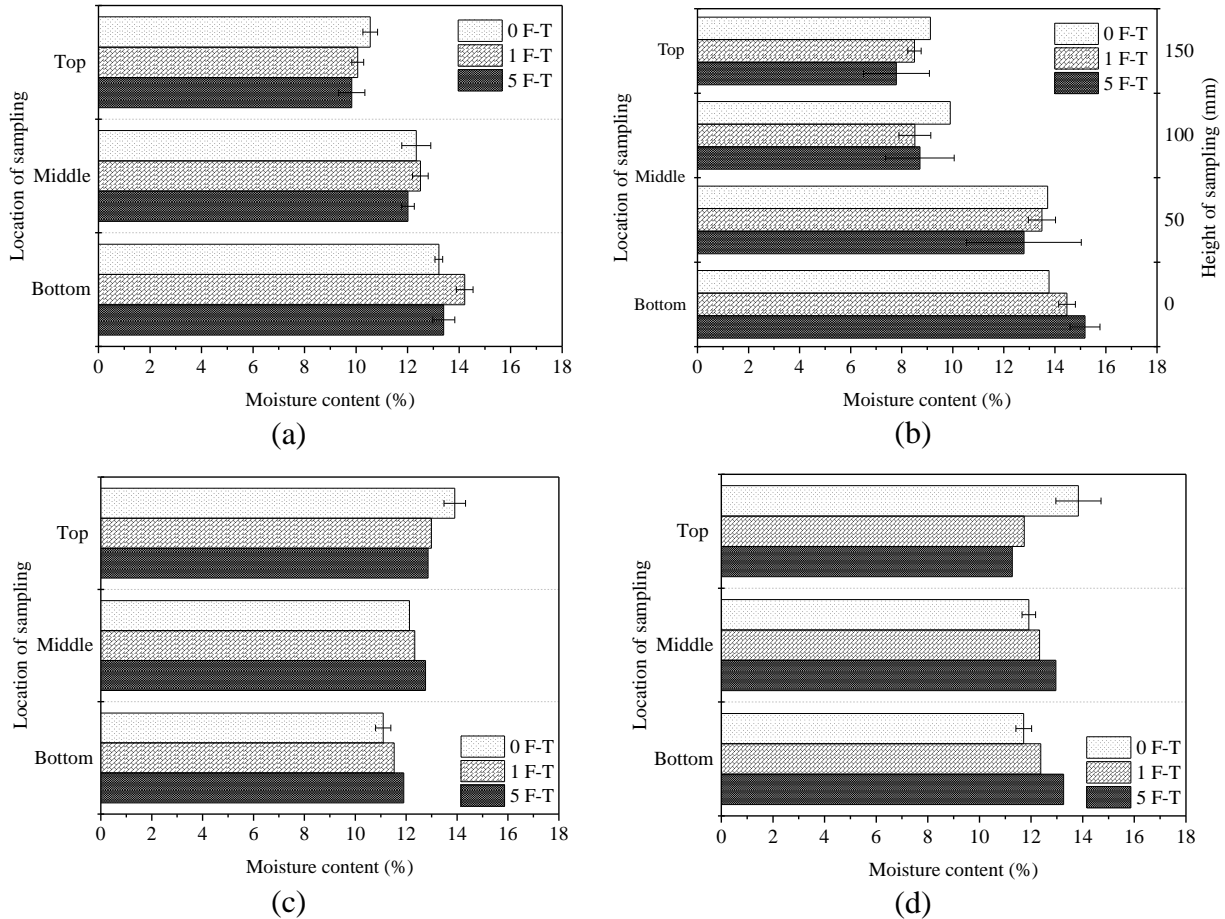 0 F-T
1 F-T
5 F-T
Top
Middle
Bottom
Location of sampling
0 2 4 6 8 10 12 14 16 18
Moisture content (%)
(a)
0 F-T
1 F-T
5 F-T
Top
Middle
Bottom
Location of sampling
150
100
50
0
Height of sampling (mm)
0 2 4 6 8 10 12 14 16 18
Moisture content (%)
(b)
Top
Middle
Bottom
Location of sampling
0 F-T
1 F-T
5 F-T
0 2 4 6 8 10 12 14 16 18
Moisture content (%)
(c)
Top
Middle
Bottom
Location of sampling
0 F-T
1 F-T
5 F-T
0 2 4 6 8 10 12 14 16 18
Moisture content (%)
(d)